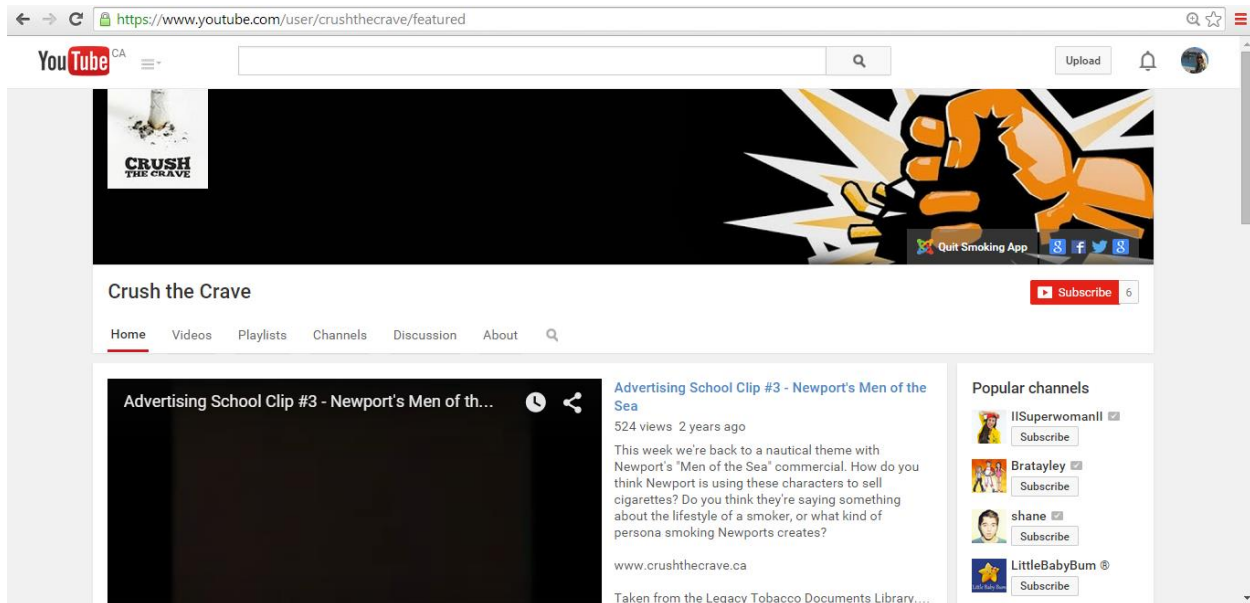 https://www.youtube.com/user/crushthecrave/featured
YouTube CA
Upload
CRUSH
THE CRAVE
Quit Smoking App
Crush the Crave
Subscribe 6
Home Videos Playlists Channels Discussion About
Advertising School Clip #3 - Newport's Men of th...
Advertising School Clip #3 - Newport's Men of the
Sea
524 views 2 years ago
This week we're back to a nautical theme with
Newport's "Men of the Sea" commercial. How do you
think Newport is using these characters to sell
cigarettes? Do you think they're saying something
about the lifestyle of a smoker, or what kind of
persona smoking Newports creates?
www.crushthecrave.ca
Taken from the Legacy Tobacco Documents Library....
Popular channels
IISuperwomanII
Subscribe
Bratayley
Subscribe
shane
Subscribe
LittleBabyBum ®
Subscribe